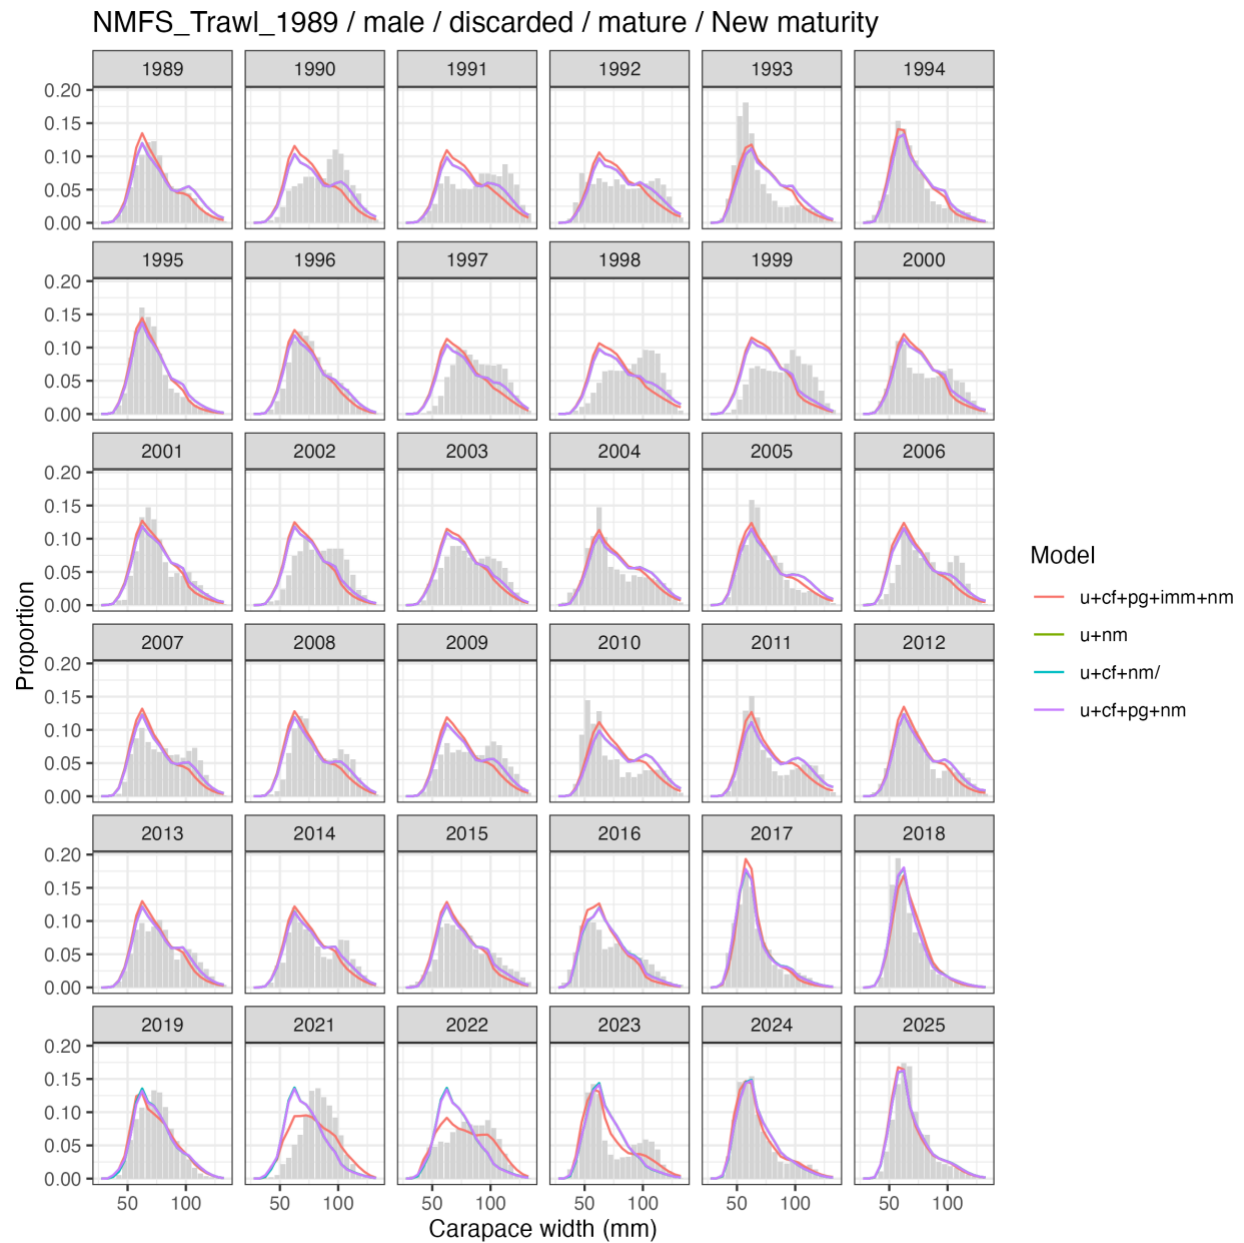 NMFS_Trawl_1989 / male / discarded / mature / New maturity
1989 1990 1991 1992 1993 1994
0.20
0.15
0.10
0.05
0.00
1995 1996 1997 1998 1999 2000
0.20
0.15
0.10
0.05
0.00
2001 2002 2003 2004 2005 2006
0.20
0.15
0.10
0.05
0.00
2007 2008 2009 2010 2011 2012
0.20
0.15
0.10
0.05
0.00
2013 2014 2015 2016 2017 2018
0.20
0.15
0.10
0.05
0.00
2019 2021 2022 2023 2024 2025
0.20
0.15
0.10
0.05
0.00
50 100 50 100 50 100 50 100 50 100 50 100
Carapace width (mm)
Proportion
Model
u+cf+pg+imm+nm
u+nm
u+cf+nm/
u+cf+pg+nm